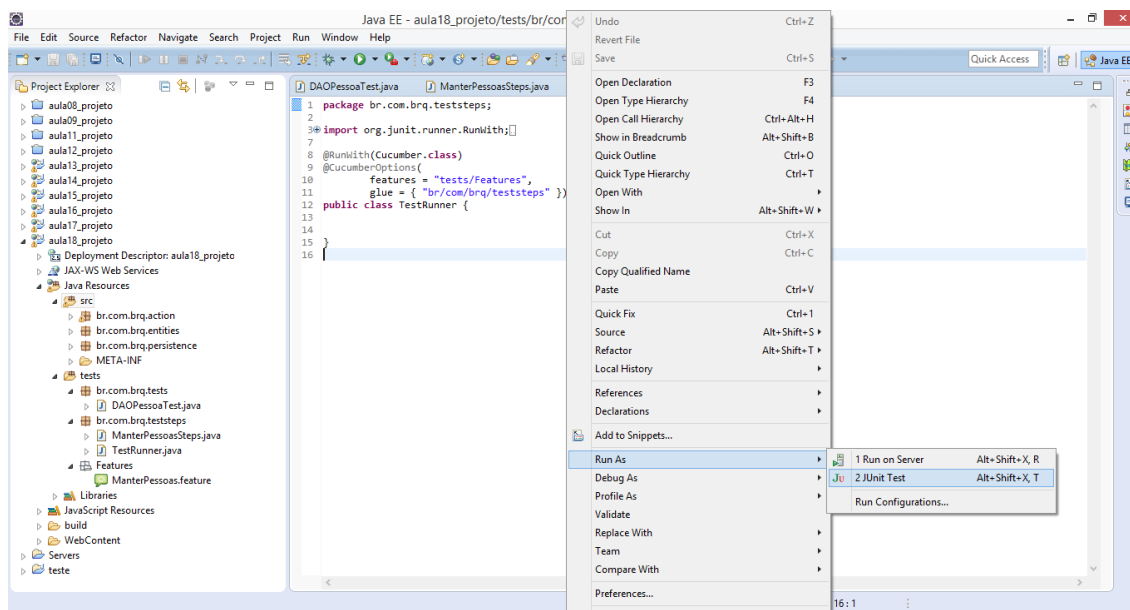 Java EE - aula18_projeto/tests/br/con
File Edit Source Refactor Navigate Search Project Run Window Help
Quick Access
Java EE
Project Explorer
aula08_projeto
aula09_projeto
aula11_projeto
aula12_projeto
aula13_projeto
aula14_projeto
aula15_projeto
aula16_projeto
aula17_projeto
aula18_projeto
Deployment Descriptor: aula18_projeto
JAX-WS Web Services
Java Resources
src
br.com.brq.action
br.com.brq.entities
br.com.brq.persistence
META-INF
tests
br.com.brq.tests
DAOPessoaTest.java
br.com.brq.teststeps
ManterPessoasSteps.java
TestRunner.java
Features
ManterPessoas.feature
Libraries
JavaScript Resources
build
WebContent
Servers
teste
DAOPessoaTest.java ManterPessoasSteps.java
1 package br.com.brq.teststeps;
2
3 import org.junit.runner.RunWith;
7
8 @RunWith(Cucumber.class)
9 @CucumberOptions(
10 features = "tests/Features",
11 glue = { "br/com/brq/teststeps" })
12 public class TestRunner {
13
14
15 }
16
Undo Ctrl+Z
Revert File
Save Ctrl+S
Open Declaration F3
Open Type Hierarchy F4
Open Call Hierarchy Ctrl+Alt+H
Show in Breadcrumb Alt+Shift+B
Quick Outline Ctrl+O
Quick Type Hierarchy Ctrl+T
Open With
Show In Alt+Shift+W
Cut Ctrl+X
Copy Ctrl+C
Copy Qualified Name
Paste Ctrl+V
Quick Fix Ctrl+1
Source Alt+Shift+S
Refactor Alt+Shift+T
Local History
References
Declarations
Add to Snippets...
Run As
Debug As
Profile As
Validate
Replace With
Team
Compare With
Preferences...
1 Run on Server Alt+Shift+X, R
JU 2 JUnit Test Alt+Shift+X, T
Run Configurations...
16 : 1